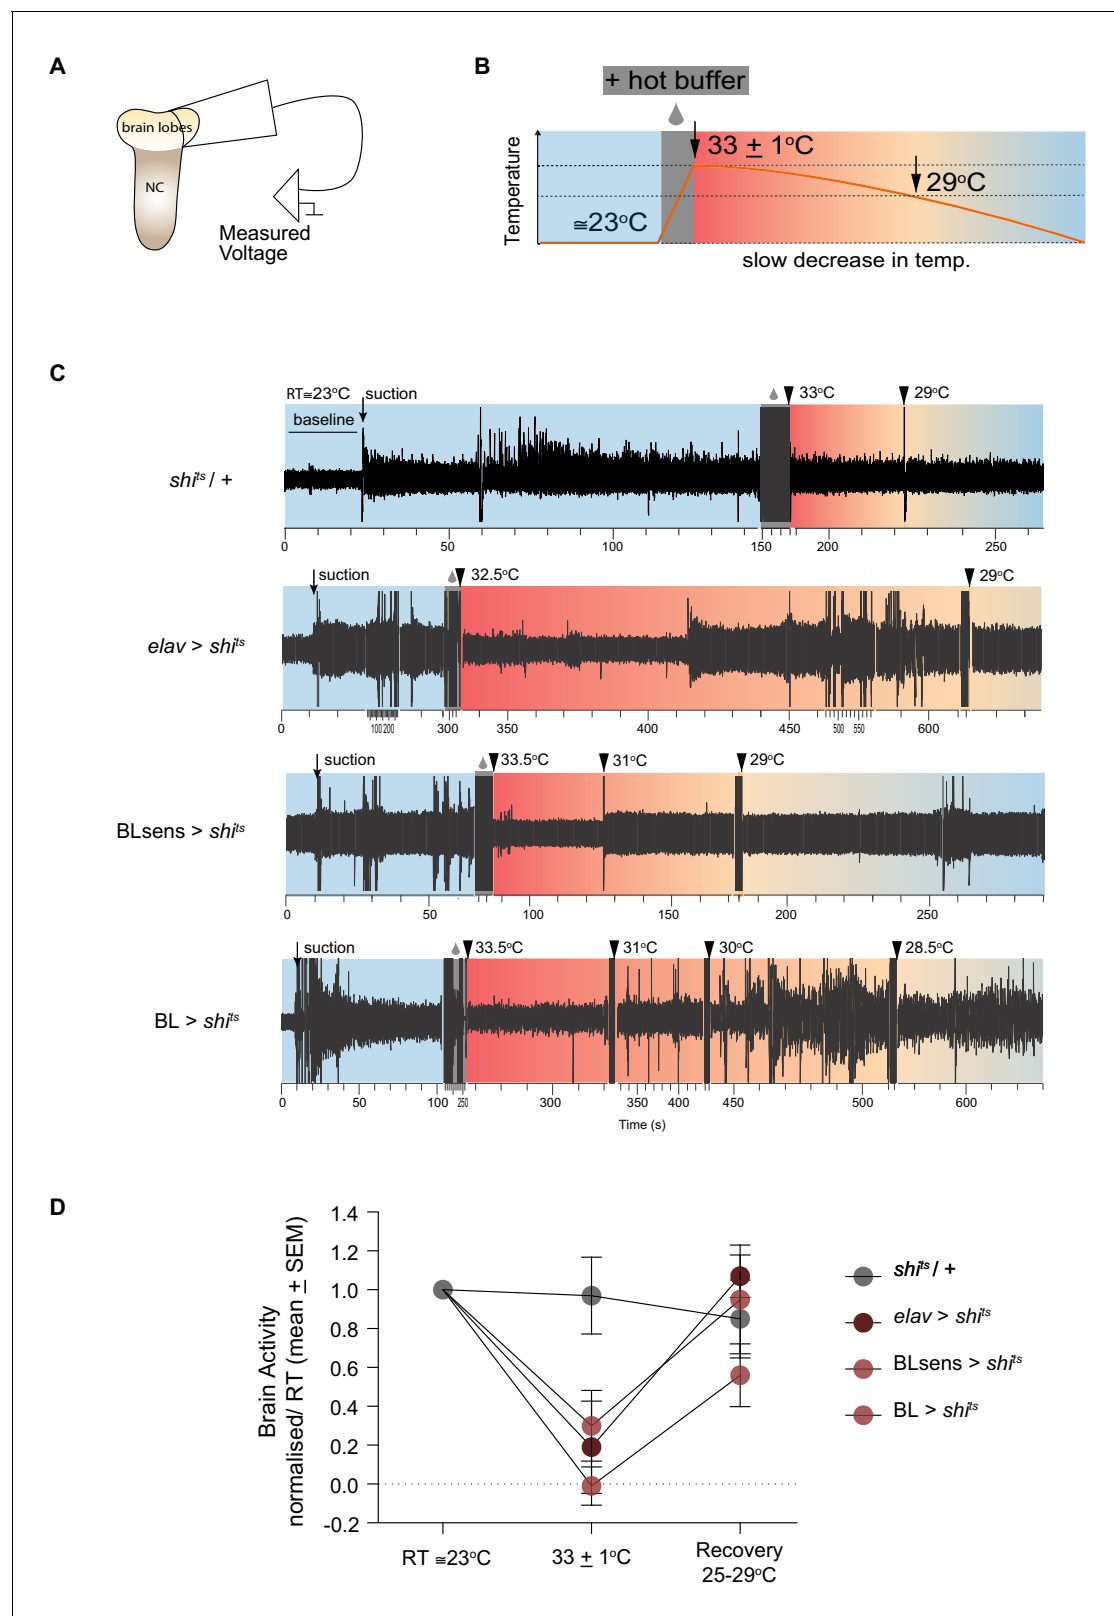 A
brain lobes
NC
Measured
Voltage
B
+ hot buffer
Temperature
33 ± 1°C
29°C
≅23°C
slow decrease in temp.
C
RT≅23°C
suction
33°C
29°C
baseline
shi^ts / +
0
50
100
150
200
250
suction
32.5°C
29°C
elav > shi^ts
0
100
200
300
350
400
450
500
550
600
suction
33.5°C
31°C
29°C
BLsens > shi^ts
0
50
100
150
200
250
suction
33.5°C
31°C
30°C
28.5°C
BL > shi^ts
0
50
100
250
300
350
400
450
500
600
Time (s)
D
Brain Activity
normalised/ RT (mean ± SEM)
1.4
1.2
1.0
0.8
0.6
0.4
0.2
0.0
-0.2
RT ≅23°C
33 ± 1°C
Recovery
25-29°C
shi^ts / +
elav > shi^ts
BLsens > shi^ts
BL > shi^ts